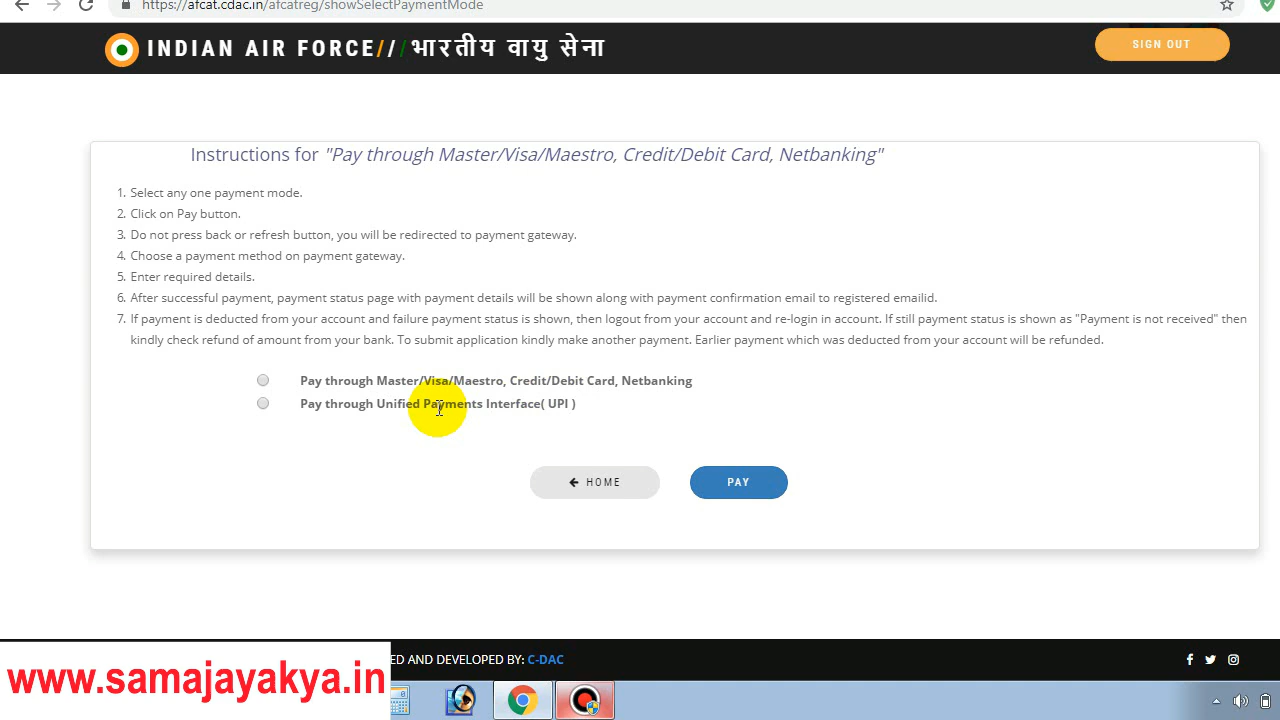 https://afcat.cdac.in/afcatreg/showSelectPaymentMode
INDIAN AIR FORCE//भारतीय वायु सेना
SIGN OUT
Instructions for "Pay through Master/Visa/Maestro, Credit/Debit Card, Netbanking"
1. Select any one payment mode.
2. Click on Pay button.
3. Do not press back or refresh button, you will be redirected to payment gateway.
4. Choose a payment method on payment gateway.
5. Enter required details.
6. After successful payment, payment status page with payment details will be shown along with payment confirmation email to registered emailid.
7. If payment is deducted from your account and failure payment status is shown, then logout from your account and re-login in account. If still payment status is shown as "Payment is not received" then
kindly check refund of amount from your bank. To submit application kindly make another payment. Earlier payment which was deducted from your account will be refunded.
Pay through Master/Visa/Maestro, Credit/Debit Card, Netbanking
Pay through Unified Payments Interface( UPI )
HOME
PAY
ED AND DEVELOPED BY: C-DAC
www.samajayakya.in